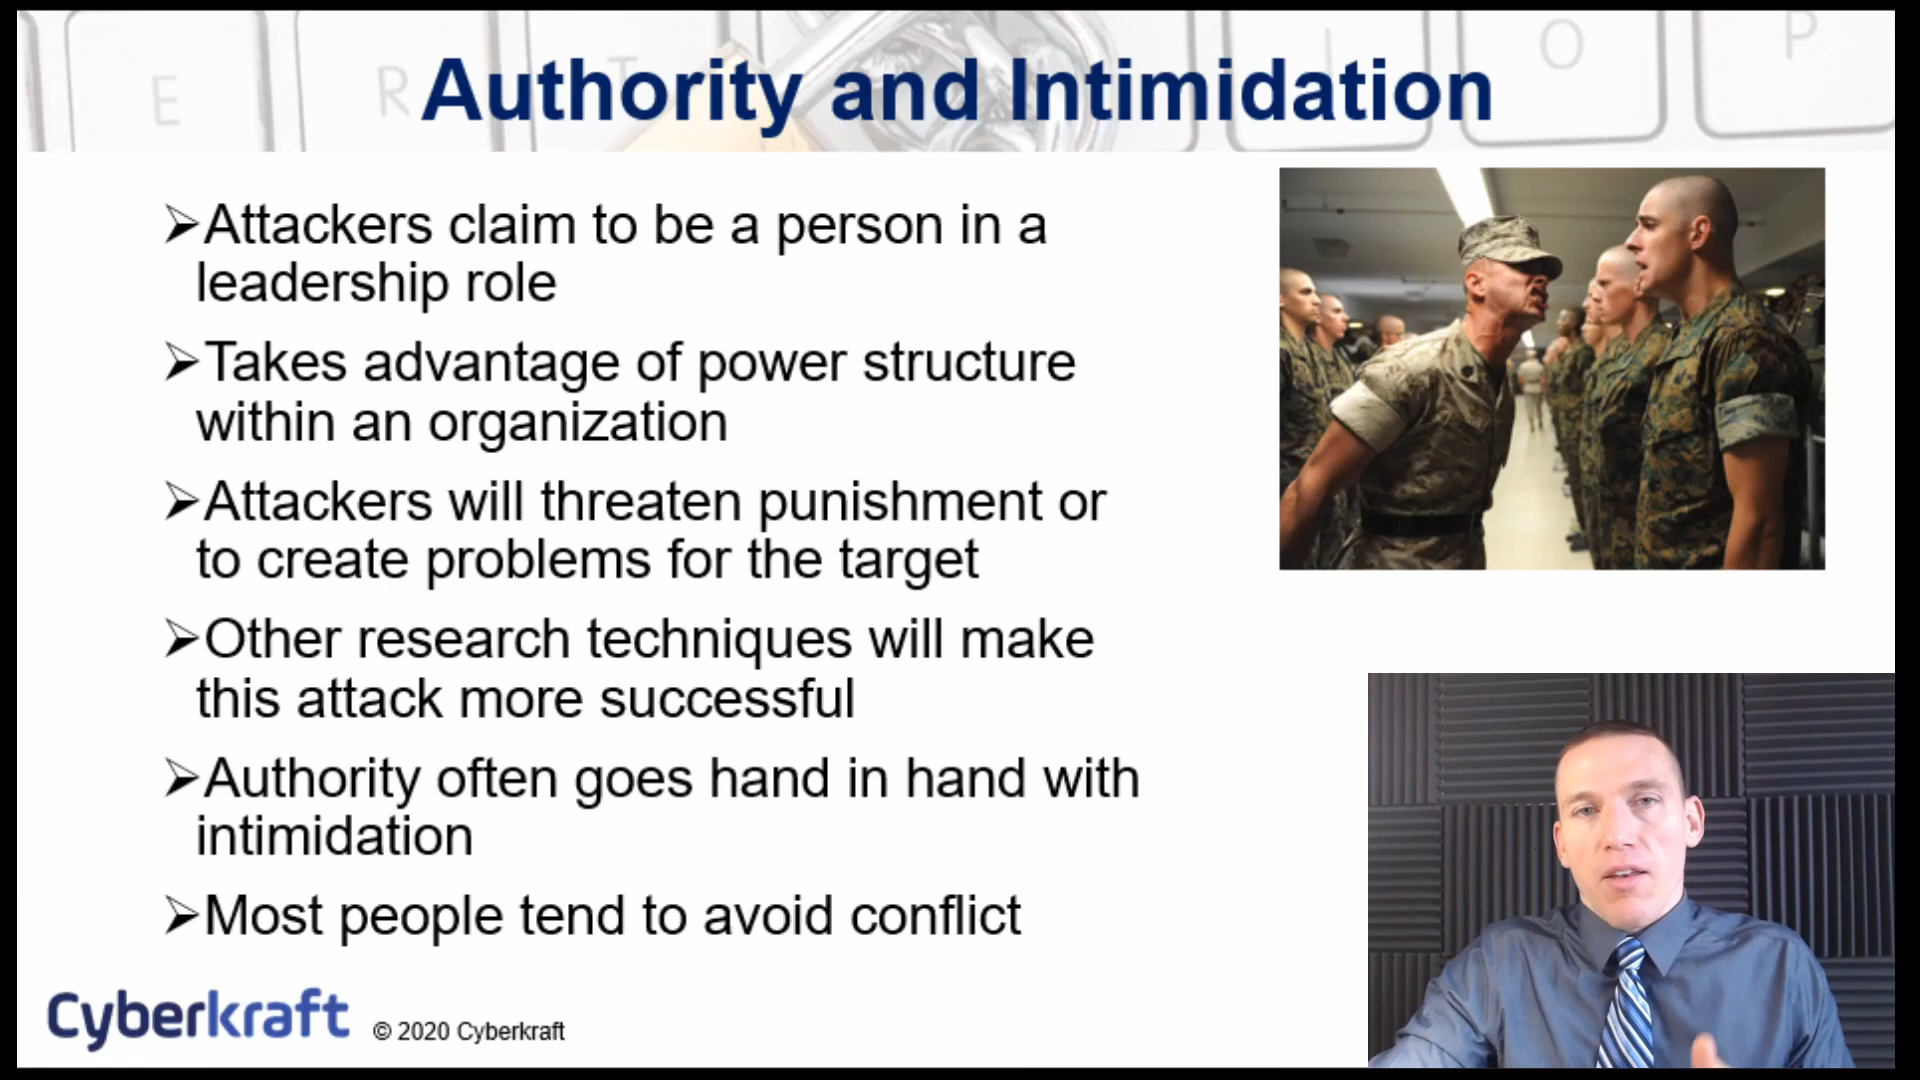 E R T I O P
Authority and Intimidation
➢Attackers claim to be a person in a
leadership role
➢Takes advantage of power structure
within an organization
➢Attackers will threaten punishment or
to create problems for the target
➢Other research techniques will make
this attack more successful
➢Authority often goes hand in hand with
intimidation
➢Most people tend to avoid conflict
Cyberkraft © 2020 Cyberkraft